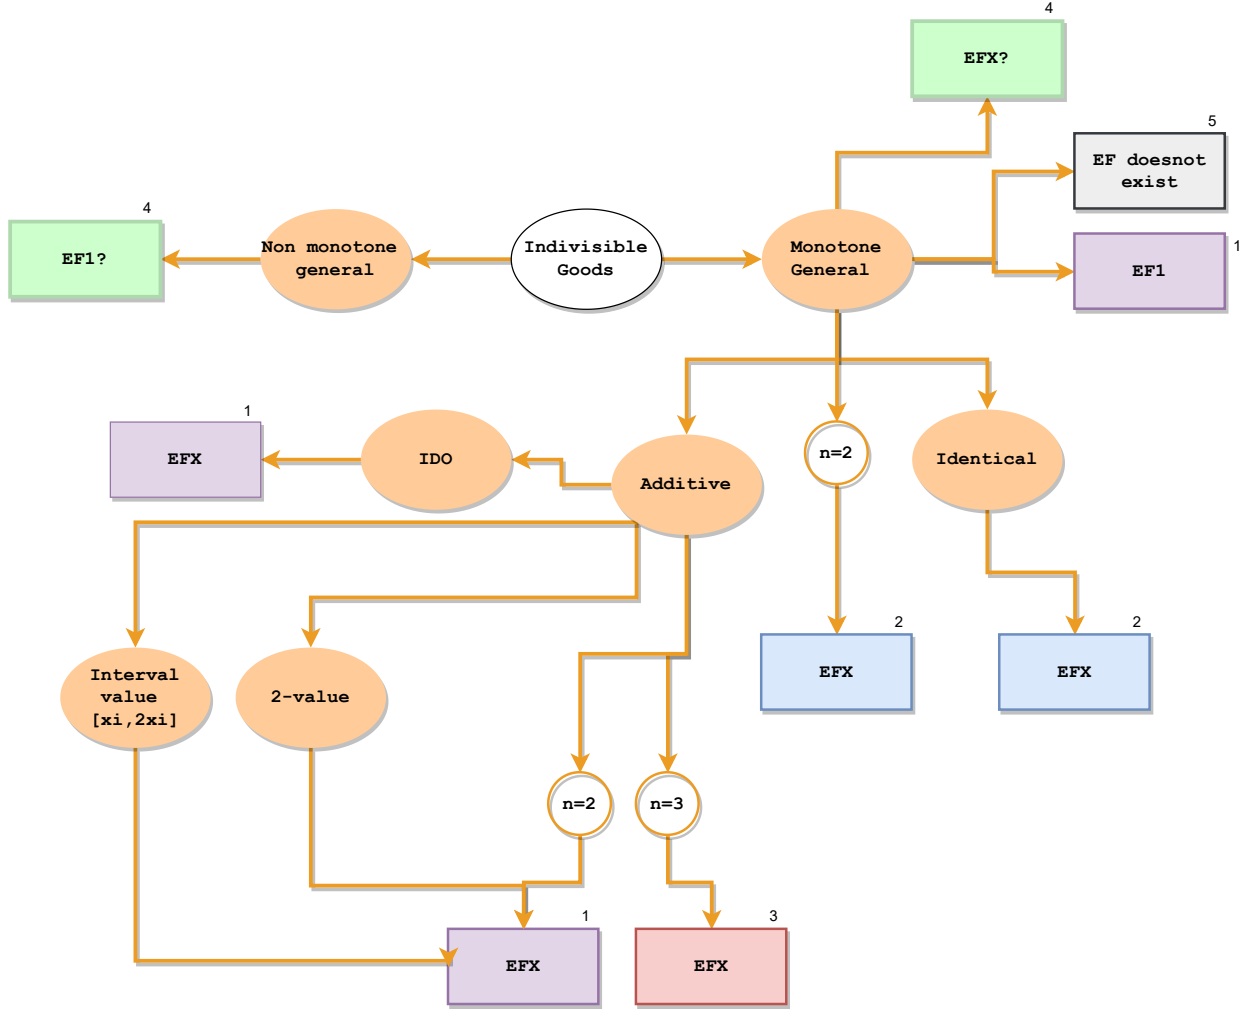 4
EFX?
5
EF doesnot
exist
4
EF1?
Non monotone
general
Indivisible
Goods
Monotone
General
1
EF1
1
EFX
IDO
Additive
n=2
Identical
Interval
value
[xi,2xi]
2-value
2
EFX
2
EFX
n=2
n=3
1
EFX
3
EFX